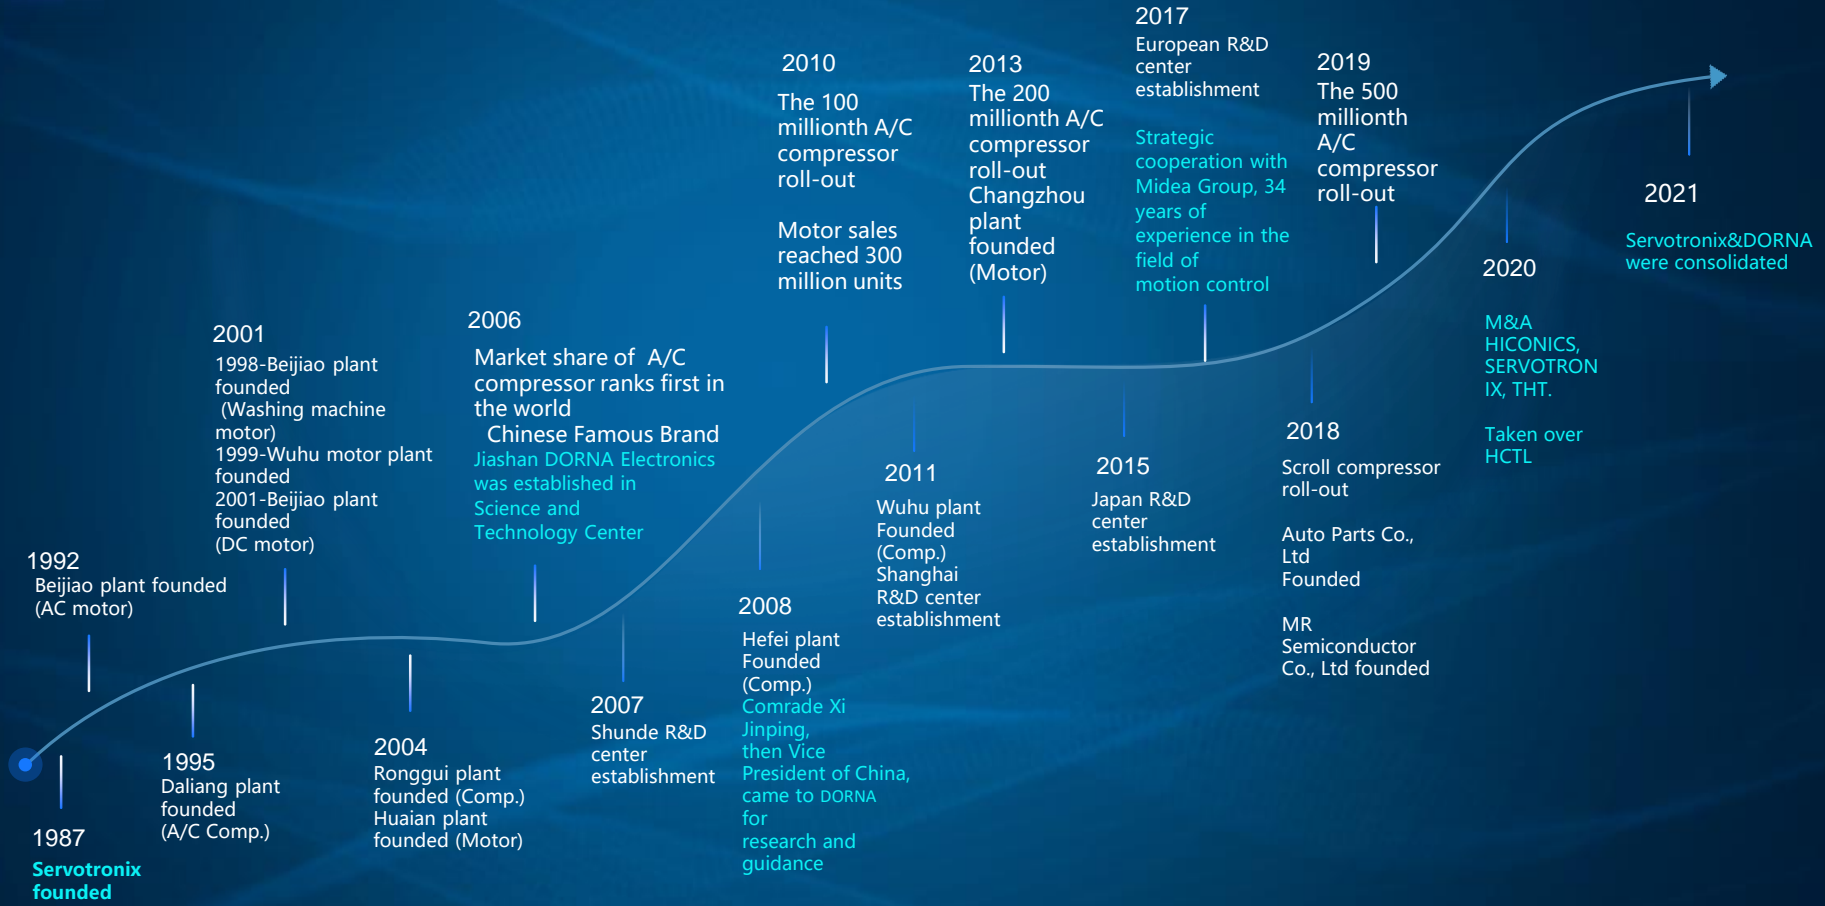 1987
Servotronix
founded
1992
Beijiao plant founded
(AC motor)
1995
Daliang plant
founded
(A/C Comp.)
2001
1998-Beijiao plant
founded
(Washing machine
motor)
1999-Wuhu motor plant
founded
2001-Beijiao plant
founded
(DC motor)
2004
Ronggui plant
founded (Comp.)
Huaian plant
founded (Motor)
2006
Market share of A/C
compressor ranks first in
the world
Chinese Famous Brand
Jiashan DORNA Electronics
was established in
Science and
Technology Center
2007
Shunde R&D
center
establishment
2008
Hefei plant
Founded
(Comp.)
Comrade Xi
Jinping,
then Vice
President of China,
came to DORNA
for
research and
guidance
2010
The 100
millionth A/C
compressor
roll-out
Motor sales
reached 300
million units
2011
Wuhu plant
Founded
(Comp.)
Shanghai
R&D center
establishment
2013
The 200
millionth A/C
compressor
roll-out
Changzhou
plant
founded
(Motor)
2015
Japan R&D
center
establishment
2017
European R&D
center
establishment
Strategic
cooperation with
Midea Group, 34
years of
experience in the
field of
motion control
2018
Scroll compressor
roll-out
Auto Parts Co.,
Ltd
Founded
MR
Semiconductor
Co., Ltd founded
2019
The 500
millionth
A/C
compressor
roll-out
2020
M&A
HICONICS,
SERVOTRON
IX, THT.
Taken over
HCTL
2021
Servotronix&DORNA
were consolidated